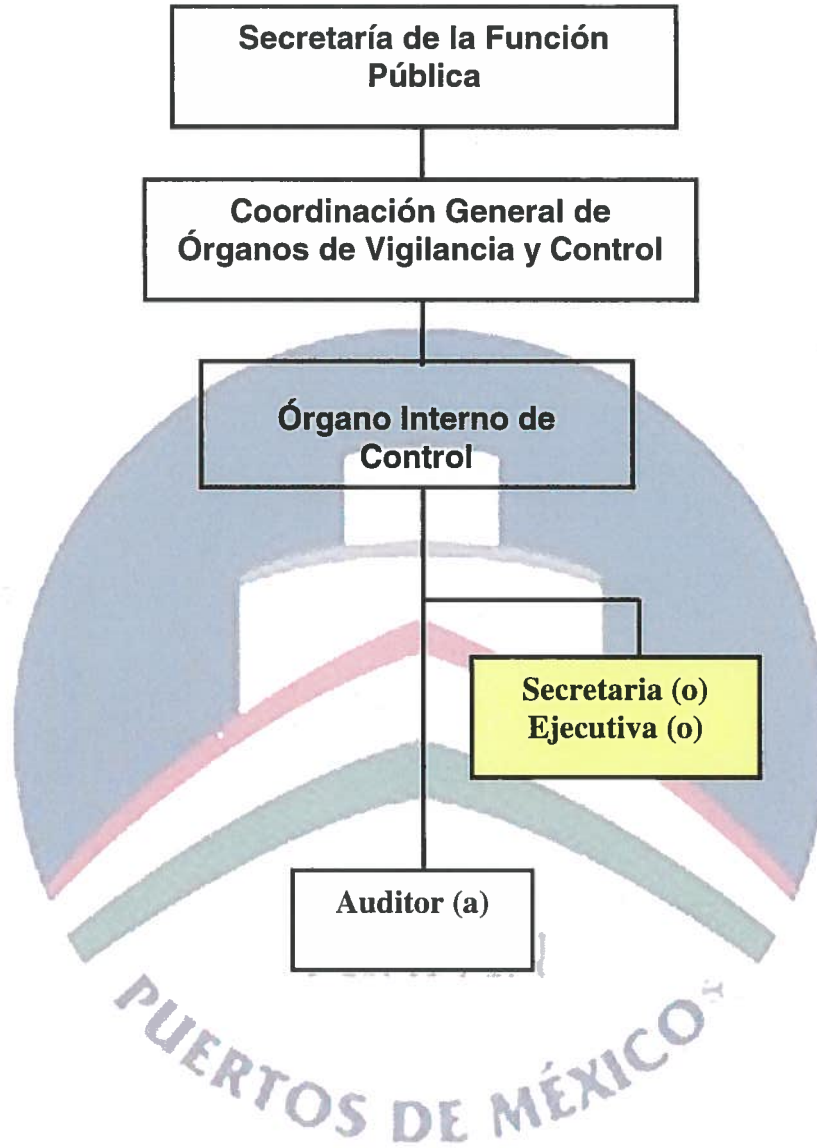 Secretaría de la Función
Pública
Coordinación General de
Órganos de Vigilancia y Control
Órgano Interno de
Control
Secretaria (o)
Ejecutiva (o)
Auditor (a)
PUERTOS DE MÉXICO